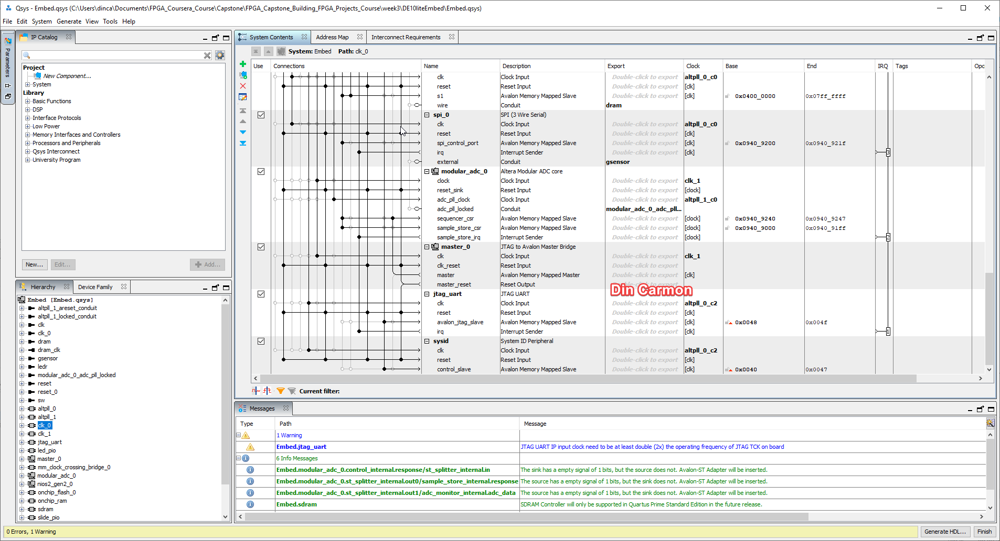 Qsys - Embed.qsys (C:\Users\dinca\Documents\FPGA_Coursera_Course\Capstone\FPGA_Capstone_Building_FPGA_Projects_Course\week3\DE10liteEmbed\Embed.qsys)
File Edit System Generate View Tools Help
Parameters
IP Catalog
Project
New Component...
System
Library
Basic Functions
DSP
Interface Protocols
Low Power
Memory Interfaces and Controllers
Processors and Peripherals
Qsys Interconnect
University Program
New... Edit... Add...
Hierarchy Device Family
Embed [Embed.qsys]
altpll_1_areset_conduit
altpll_1_locked_conduit
clk
clk_0
dram
dram_clk
gsensor
ledr
modular_adc_0_adc_pll_locked
reset
reset_0
sw
altpll_0
altpll_1
clk_0
clk_1
jtag_uart
led_pio
master_0
mm_clock_crossing_bridge_0
modular_adc_0
nios2_gen2_0
onchip_flash_0
onchip_ram
sdram
slide_pio
System Contents Address Map Interconnect Requirements
System: Embed Path: clk_0
Use Connections Name Description Export Clock Base End IRQ Tags Opc
clk Clock Input Double-click to export altpll_0_c0
reset Reset Input Double-click to export [clk]
s1 Avalon Memory Mapped Slave Double-click to export [clk] 0x0400_0000 0x07ff_ffff
wire Conduit dram
spi_0 SPI (3 Wire Serial)
clk Clock Input Double-click to export altpll_0_c0
reset Reset Input Double-click to export [clk]
spi_control_port Avalon Memory Mapped Slave Double-click to export [clk] 0x0940_9200 0x0940_921f
irq Interrupt Sender Double-click to export [clk] 3
external Conduit gsensor
modular_adc_0 Altera Modular ADC core
clock Clock Input Double-click to export clk_1
reset_sink Reset Input Double-click to export [clock]
adc_pll_clock Clock Input Double-click to export altpll_1_c0
adc_pll_locked Conduit modular_adc_0_adc_pll...
sequencer_csr Avalon Memory Mapped Slave Double-click to export [clock] 0x0940_9240 0x0940_9247
sample_store_csr Avalon Memory Mapped Slave Double-click to export [clock] 0x0940_9000 0x0940_91ff
sample_store_irq Interrupt Sender Double-click to export [clock] 2
master_0 JTAG to Avalon Master Bridge
clk Clock Input Double-click to export clk_1
clk_reset Reset Input Double-click to export
master Avalon Memory Mapped Master Double-click to export [clk]
master_reset Reset Output Double-click to export
Din Carmon
jtag_uart JTAG UART
clk Clock Input Double-click to export altpll_0_c2
reset Reset Input Double-click to export [clk]
avalon_jtag_slave Avalon Memory Mapped Slave Double-click to export [clk] 0x0048 0x004f
irq Interrupt Sender Double-click to export [clk] 1
sysid System ID Peripheral
clk Clock Input Double-click to export altpll_0_c2
reset Reset Input Double-click to export [clk]
control_slave Avalon Memory Mapped Slave Double-click to export [clk] 0x0040 0x0047
Current filter:
Messages
Type Path Message
1 Warning
Embed.jtag_uart JTAG UART IP input clock need to be at least double (2x) the operating frequency of JTAG TCK on board
6 Info Messages
Embed.modular_adc_0.control_internal.response/st_splitter_internal.in The sink has a empty signal of 1 bits, but the source does not. Avalon-ST Adapter will be inserted.
Embed.modular_adc_0.st_splitter_internal.out0/sample_store_internal.response The source has a empty signal of 1 bits, but the sink does not. Avalon-ST Adapter will be inserted.
Embed.modular_adc_0.st_splitter_internal.out1/adc_monitor_internal.adc_data The source has a empty signal of 1 bits, but the sink does not. Avalon-ST Adapter will be inserted.
Embed.sdram SDRAM Controller will only be supported in Quartus Prime Standard Edition in the future release.
0 Errors, 1 Warning
Generate HDL... Finish